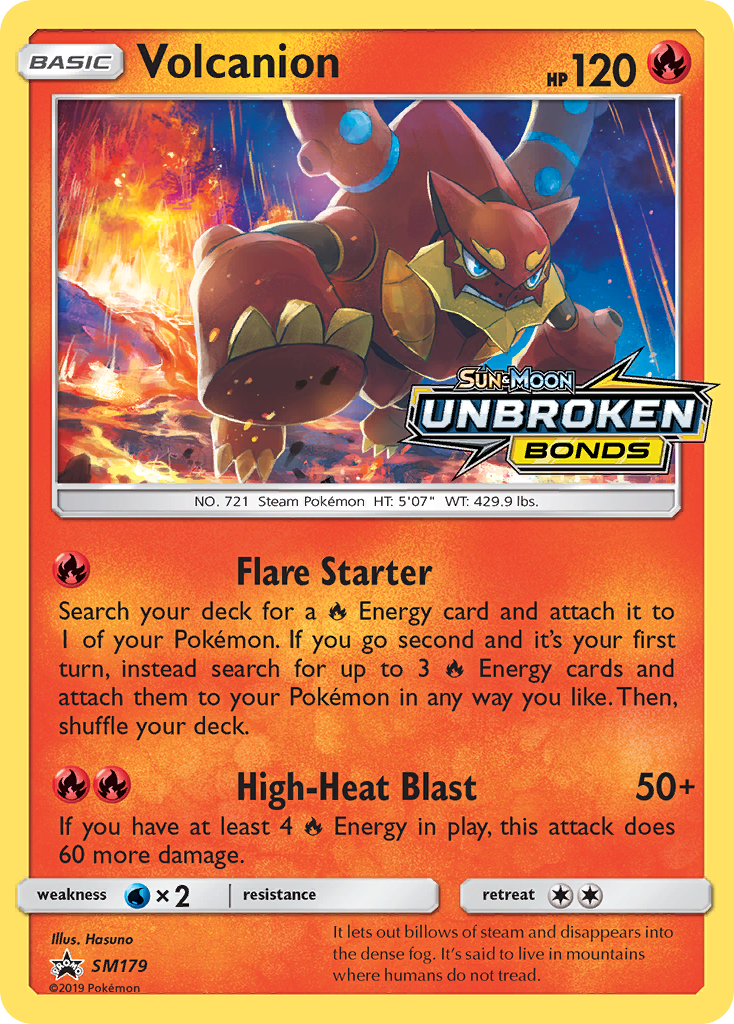 BASIC Volcanion HP 120
SUN & MOON
UNBROKEN
BONDS
NO. 721 Steam Pokémon HT: 5'07" WT: 429.9 lbs.
Flare Starter
Search your deck for a Energy card and attach it to
1 of your Pokémon. If you go second and it's your first
turn, instead search for up to 3 Energy cards and
attach them to your Pokémon in any way you like. Then,
shuffle your deck.
High-Heat Blast 50+
If you have at least 4 Energy in play, this attack does
60 more damage.
weakness ×2 resistance retreat
Illus. Hasuno
PROMO SM179
©2019 Pokémon
It lets out billows of steam and disappears into
the dense fog. It's said to live in mountains
where humans do not tread.